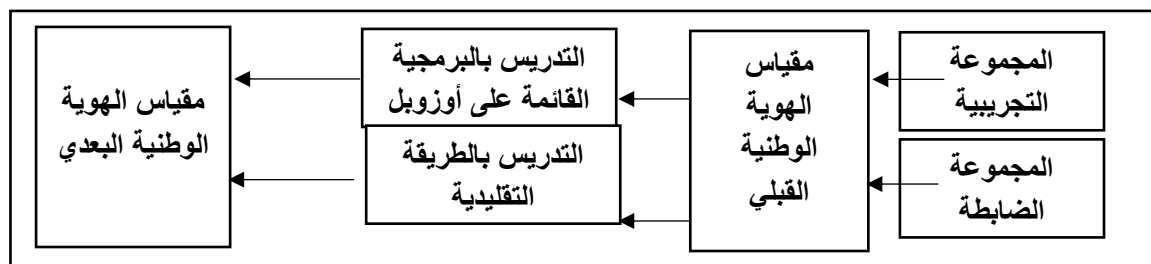 المجموعة
التجريبية
المجموعة
الضابطة
مقياس
الهوية
الوطنية
القبلي
التدريس بالبرمجية
القائمة على أوزوبل
التدريس بالطريقة
التقليدية
مقياس الهوية
الوطنية البعدي